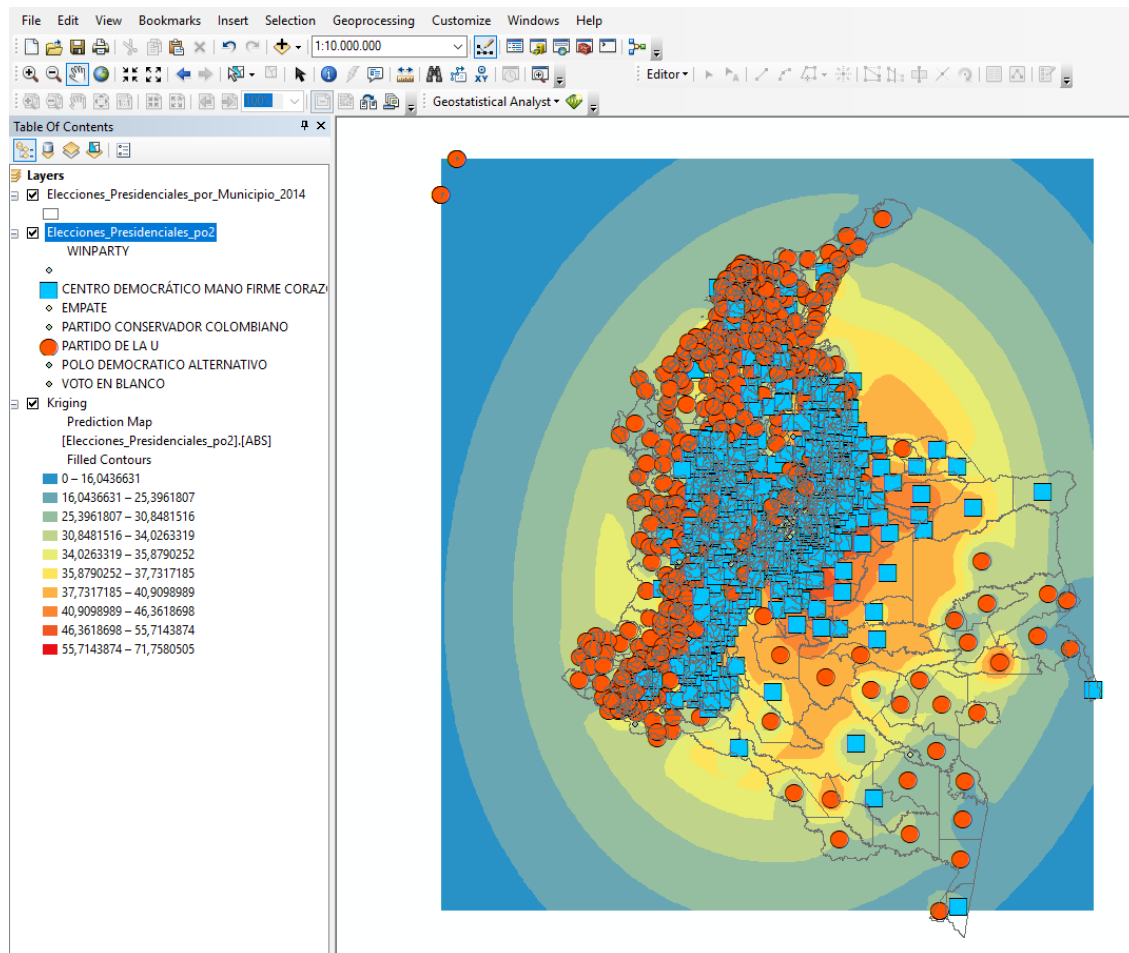 File Edit View Bookmarks Insert Selection Geoprocessing Customize Windows Help
1:10.000.000
Editor
100%
Geostatistical Analyst
Table Of Contents
Layers
Elecciones_Presidenciales_por_Municipio_2014
Elecciones_Presidenciales_po2
WINPARTY
CENTRO DEMOCRÁTICO MANO FIRME CORAZ
EMPATE
PARTIDO CONSERVADOR COLOMBIANO
PARTIDO DE LA U
POLO DEMOCRATICO ALTERNATIVO
VOTO EN BLANCO
Kriging
Prediction Map
[Elecciones_Presidenciales_po2].[ABS]
Filled Contours
0 – 16,0436631
16,0436631 – 25,3961807
25,3961807 – 30,8481516
30,8481516 – 34,0263319
34,0263319 – 35,8790252
35,8790252 – 37,7317185
37,7317185 – 40,9098989
40,9098989 – 46,3618698
46,3618698 – 55,7143874
55,7143874 – 71,7580505